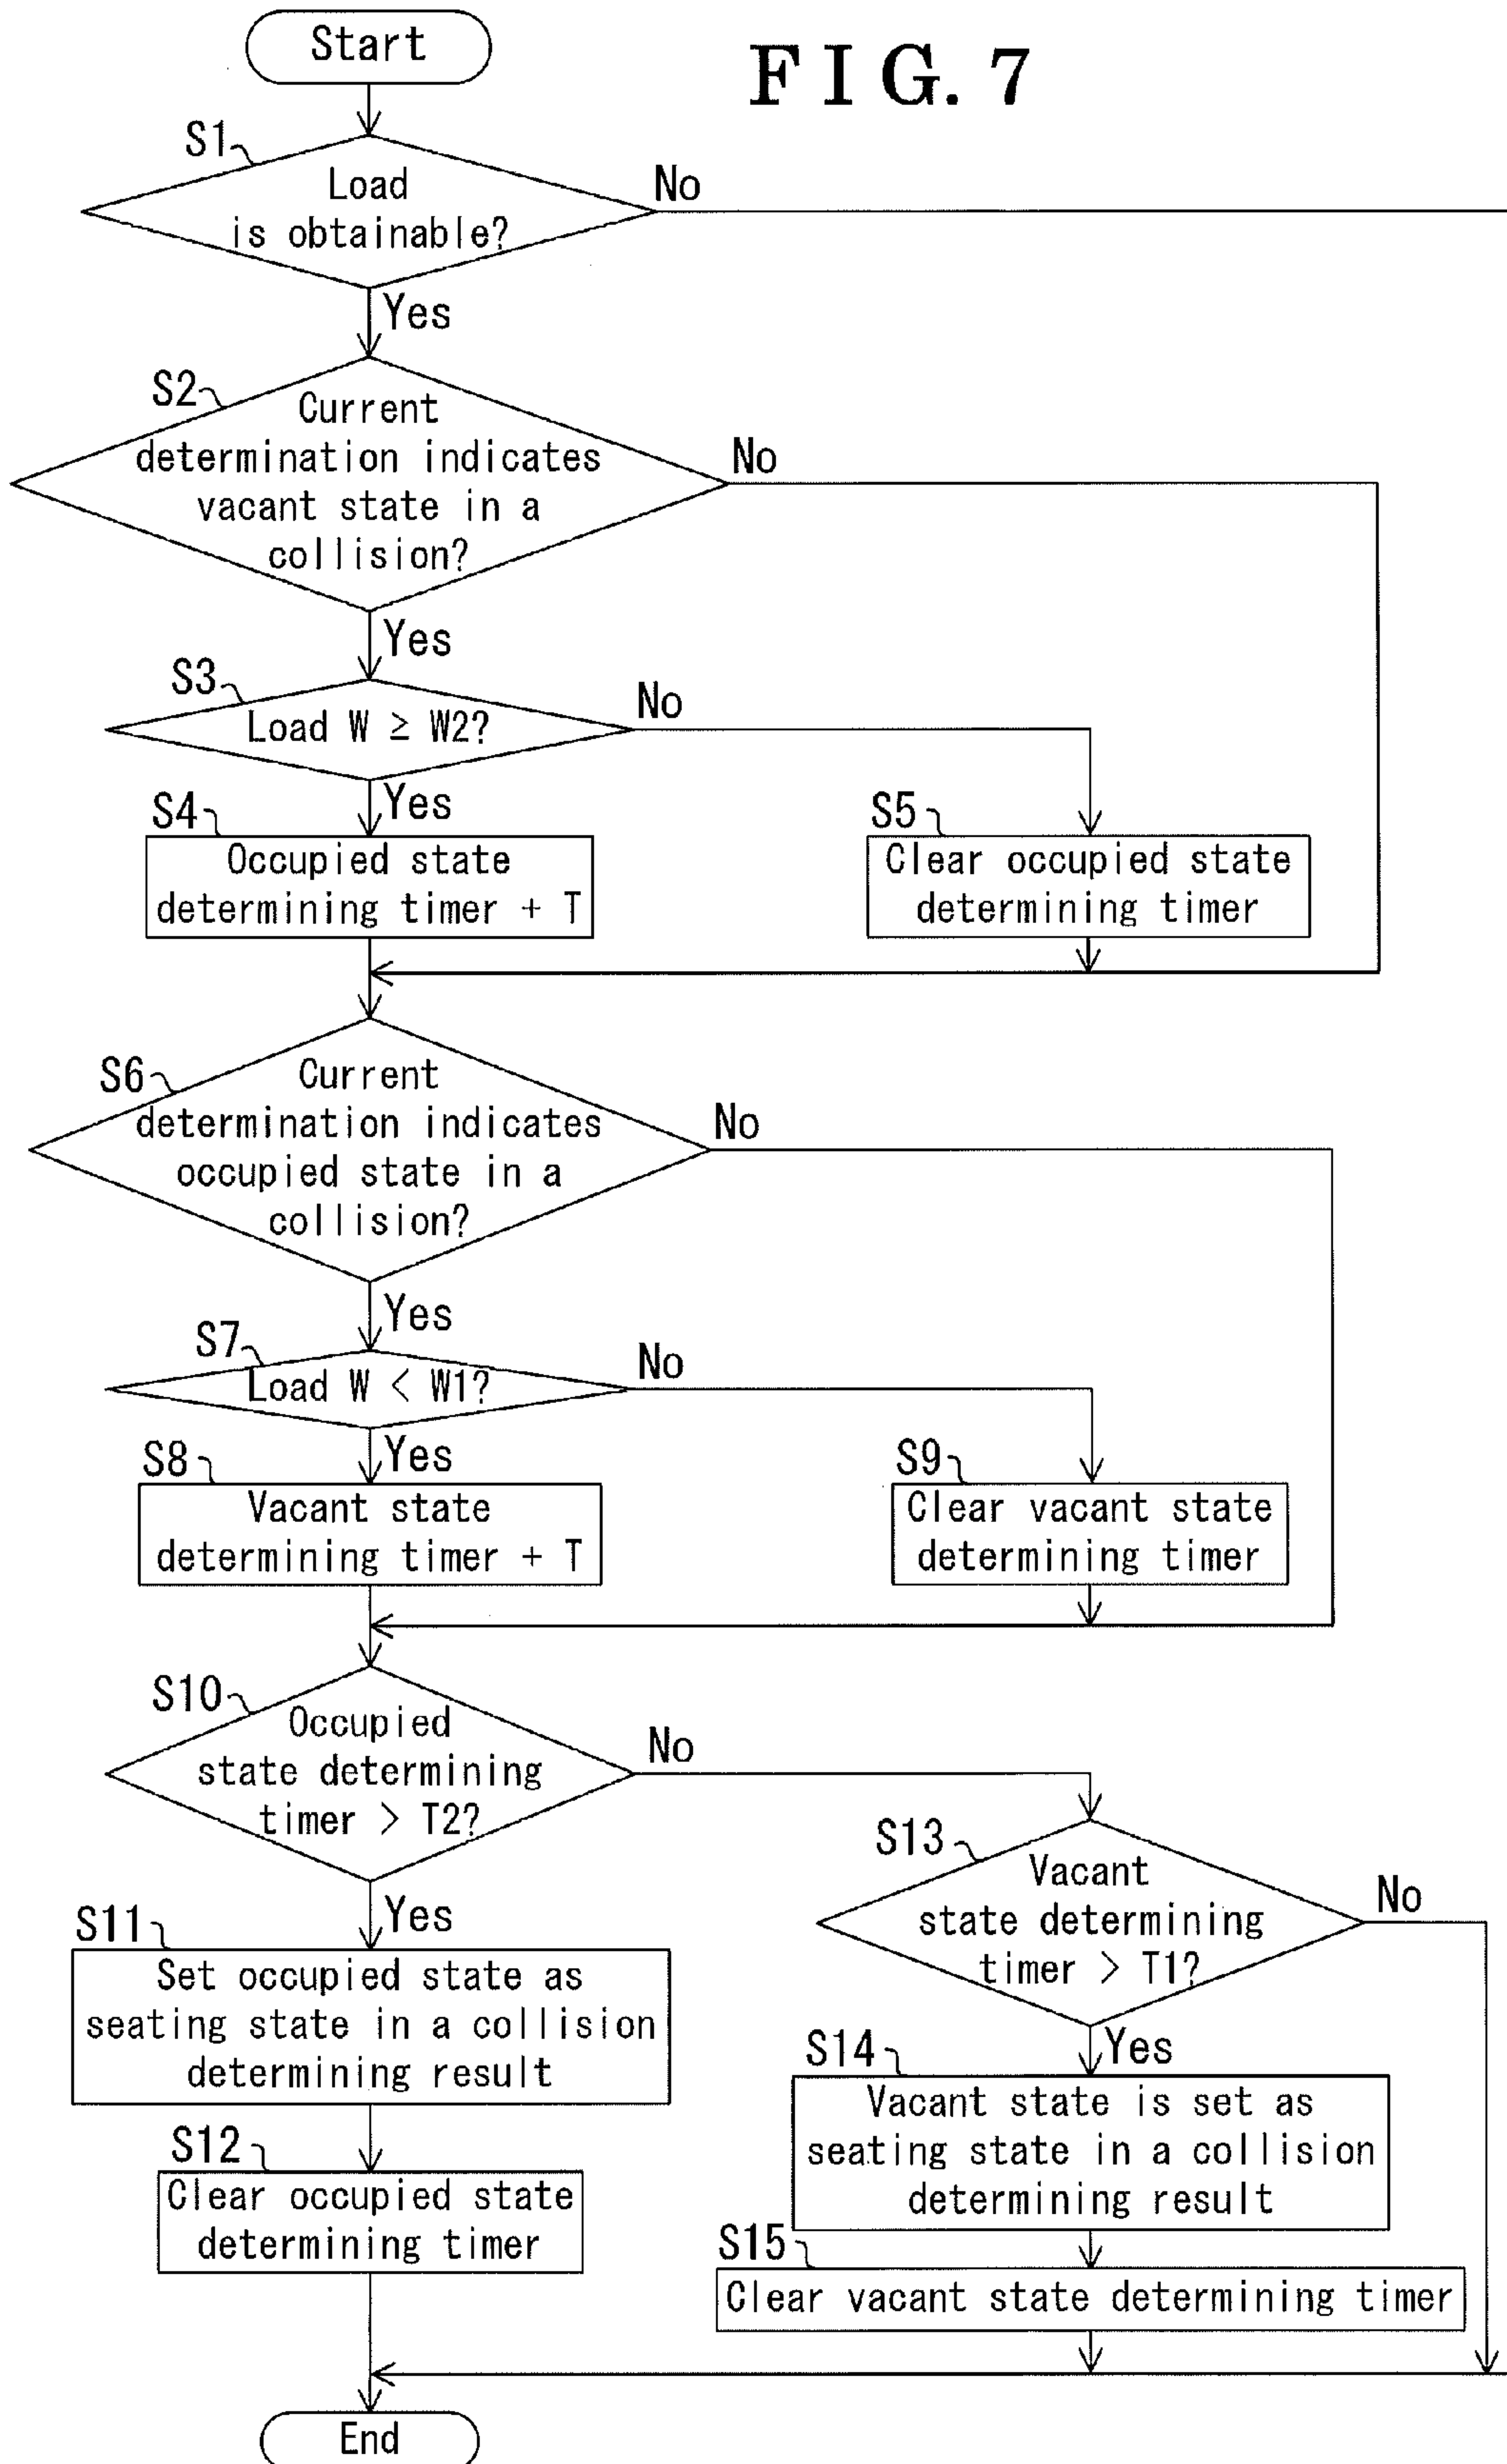 Start
FIG. 7
S1
Load
is obtainable?
No
Yes
S2
Current
determination indicates
vacant state in a
collision?
No
Yes
S3
Load W ≥ W2?
No
Yes
S4
Occupied state
determining timer + T
S5
Clear occupied state
determining timer
S6
Current
determination indicates
occupied state in a
collision?
No
Yes
S7
Load W < W1?
No
Yes
S8
Vacant state
determining timer + T
S9
Clear vacant state
determining timer
S10
Occupied
state determining
timer > T2?
No
Yes
S13
Vacant
state determining
timer > T1?
No
Yes
S11
Set occupied state as
seating state in a collision
determining result
S14
Vacant state is set as
seating state in a collision
determining result
S12
Clear occupied state
determining timer
S15
Clear vacant state determining timer
End